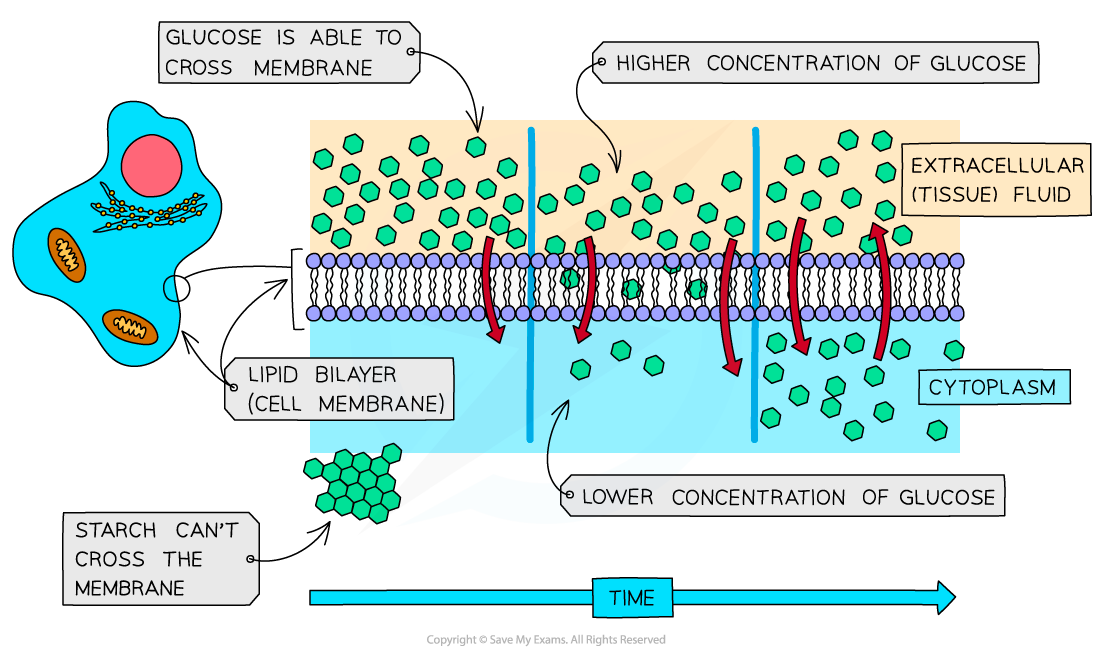 GLUCOSE IS ABLE TO
CROSS MEMBRANE
HIGHER CONCENTRATION OF GLUCOSE
EXTRACELLULAR
(TISSUE) FLUID
LIPID BILAYER
(CELL MEMBRANE)
CYTOPLASM
LOWER CONCENTRATION OF GLUCOSE
STARCH CAN'T
CROSS THE
MEMBRANE
TIME
Copyright © Save My Exams. All Rights Reserved